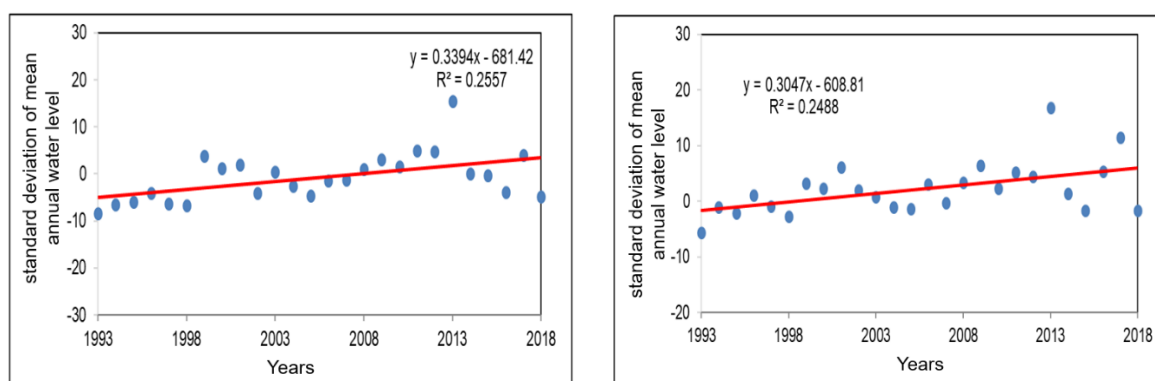 standard deviation of mean
annual water level
30
20
10
0
-10
-20
-30
y = 0.3394x - 681.42
R² = 0.2557
1993
1998
2003
2008
2013
2018
Years
standard deviation of mean
annual water level
30
20
10
0
-10
-20
y = 0.3047x - 608.81
R² = 0.2488
1993
1998
2003
2008
2013
2018
Years